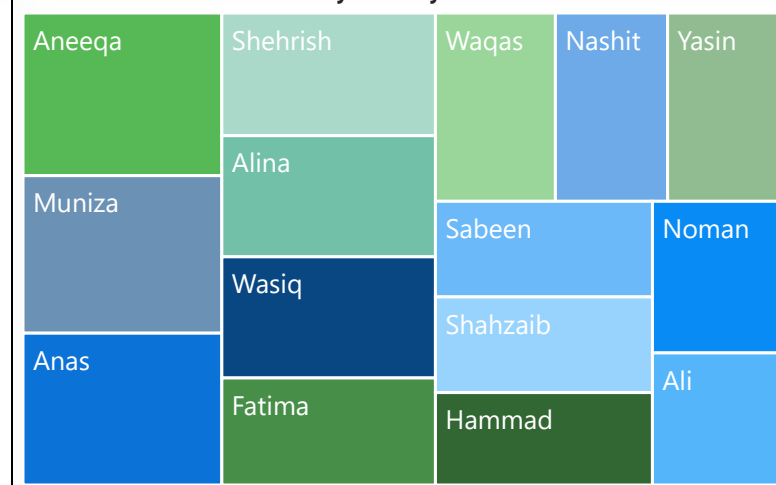 Aneeqa
Muniza
Anas
Shehrish
Alina
Wasiq
Fatima
Waqas
Nashit
Yasin
Sabeen
Shahzaib
Hammad
Noman
Ali